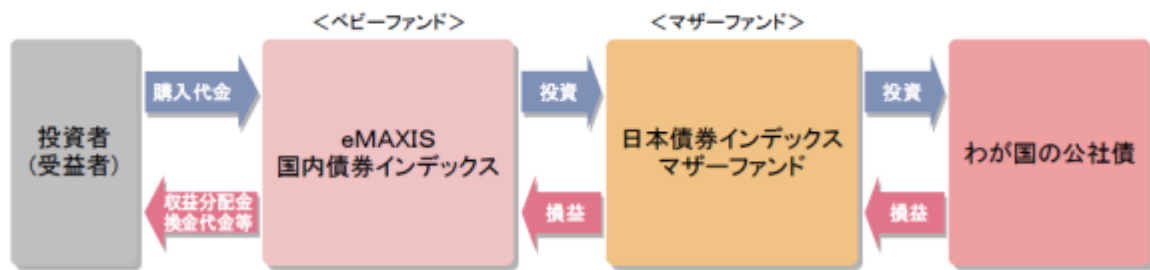 ＜ベビーファンド＞
＜マザーファンド＞
投資者
(受益者)
購入代金
収益分配金
換金代金等
eMAXIS
国内債券インデックス
投資
損益
日本債券インデックス
マザーファンド
投資
損益
わが国の公社債